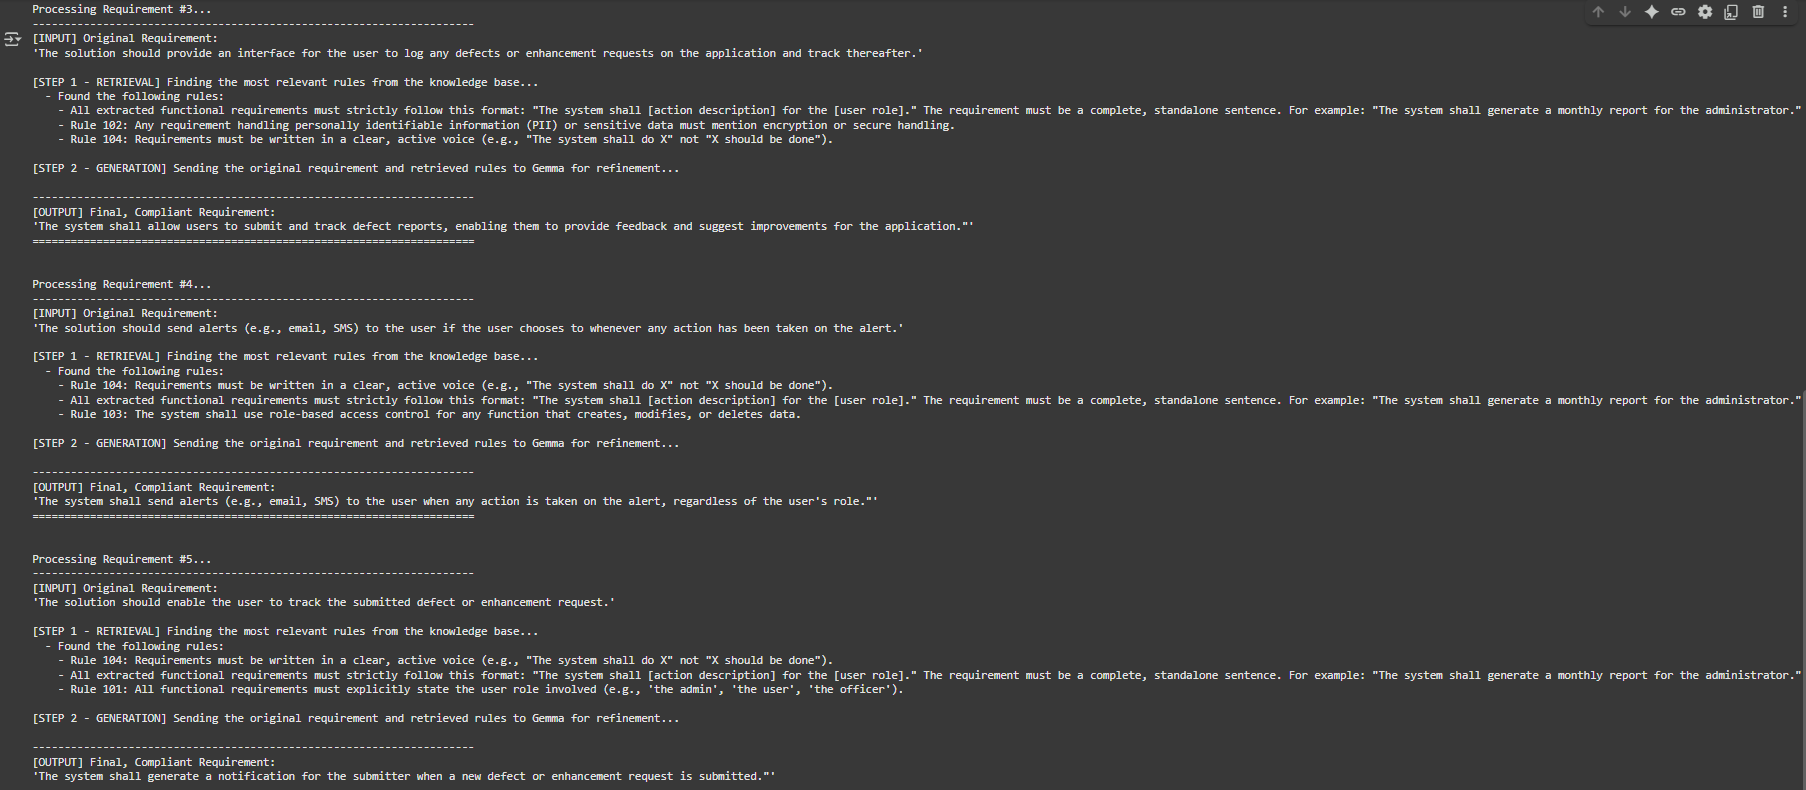 Processing Requirement #3...
----------------------------------------------------------------------
[INPUT] Original Requirement:
'The solution should provide an interface for the user to log any defects or enhancement requests on the application and track thereafter.'
[STEP 1 - RETRIEVAL] Finding the most relevant rules from the knowledge base...
- Found the following rules:
- All extracted functional requirements must strictly follow this format: "The system shall [action description] for the [user role]." The requirement must be a complete, standalone sentence. For example: "The system shall generate a monthly report for the administrator."
- Rule 102: Any requirement handling personally identifiable information (PII) or sensitive data must mention encryption or secure handling.
- Rule 104: Requirements must be written in a clear, active voice (e.g., "The system shall do X" not "X should be done").
[STEP 2 - GENERATION] Sending the original requirement and retrieved rules to Gemma for refinement...
----------------------------------------------------------------------
[OUTPUT] Final, Compliant Requirement:
'The system shall allow users to submit and track defect reports, enabling them to provide feedback and suggest improvements for the application."'
======================================================================
Processing Requirement #4...
----------------------------------------------------------------------
[INPUT] Original Requirement:
'The solution should send alerts (e.g., email, SMS) to the user if the user chooses to whenever any action has been taken on the alert.'
[STEP 1 - RETRIEVAL] Finding the most relevant rules from the knowledge base...
- Found the following rules:
- Rule 104: Requirements must be written in a clear, active voice (e.g., "The system shall do X" not "X should be done").
- All extracted functional requirements must strictly follow this format: "The system shall [action description] for the [user role]." The requirement must be a complete, standalone sentence. For example: "The system shall generate a monthly report for the administrator."
- Rule 103: The system shall use role-based access control for any function that creates, modifies, or deletes data.
[STEP 2 - GENERATION] Sending the original requirement and retrieved rules to Gemma for refinement...
----------------------------------------------------------------------
[OUTPUT] Final, Compliant Requirement:
'The system shall send alerts (e.g., email, SMS) to the user when any action is taken on the alert, regardless of the user's role."'
======================================================================
Processing Requirement #5...
----------------------------------------------------------------------
[INPUT] Original Requirement:
'The solution should enable the user to track the submitted defect or enhancement request.'
[STEP 1 - RETRIEVAL] Finding the most relevant rules from the knowledge base...
- Found the following rules:
- Rule 104: Requirements must be written in a clear, active voice (e.g., "The system shall do X" not "X should be done").
- All extracted functional requirements must strictly follow this format: "The system shall [action description] for the [user role]." The requirement must be a complete, standalone sentence. For example: "The system shall generate a monthly report for the administrator."
- Rule 101: All functional requirements must explicitly state the user role involved (e.g., 'the admin', 'the user', 'the officer').
[STEP 2 - GENERATION] Sending the original requirement and retrieved rules to Gemma for refinement...
----------------------------------------------------------------------
[OUTPUT] Final, Compliant Requirement:
'The system shall generate a notification for the submitter when a new defect or enhancement request is submitted."'